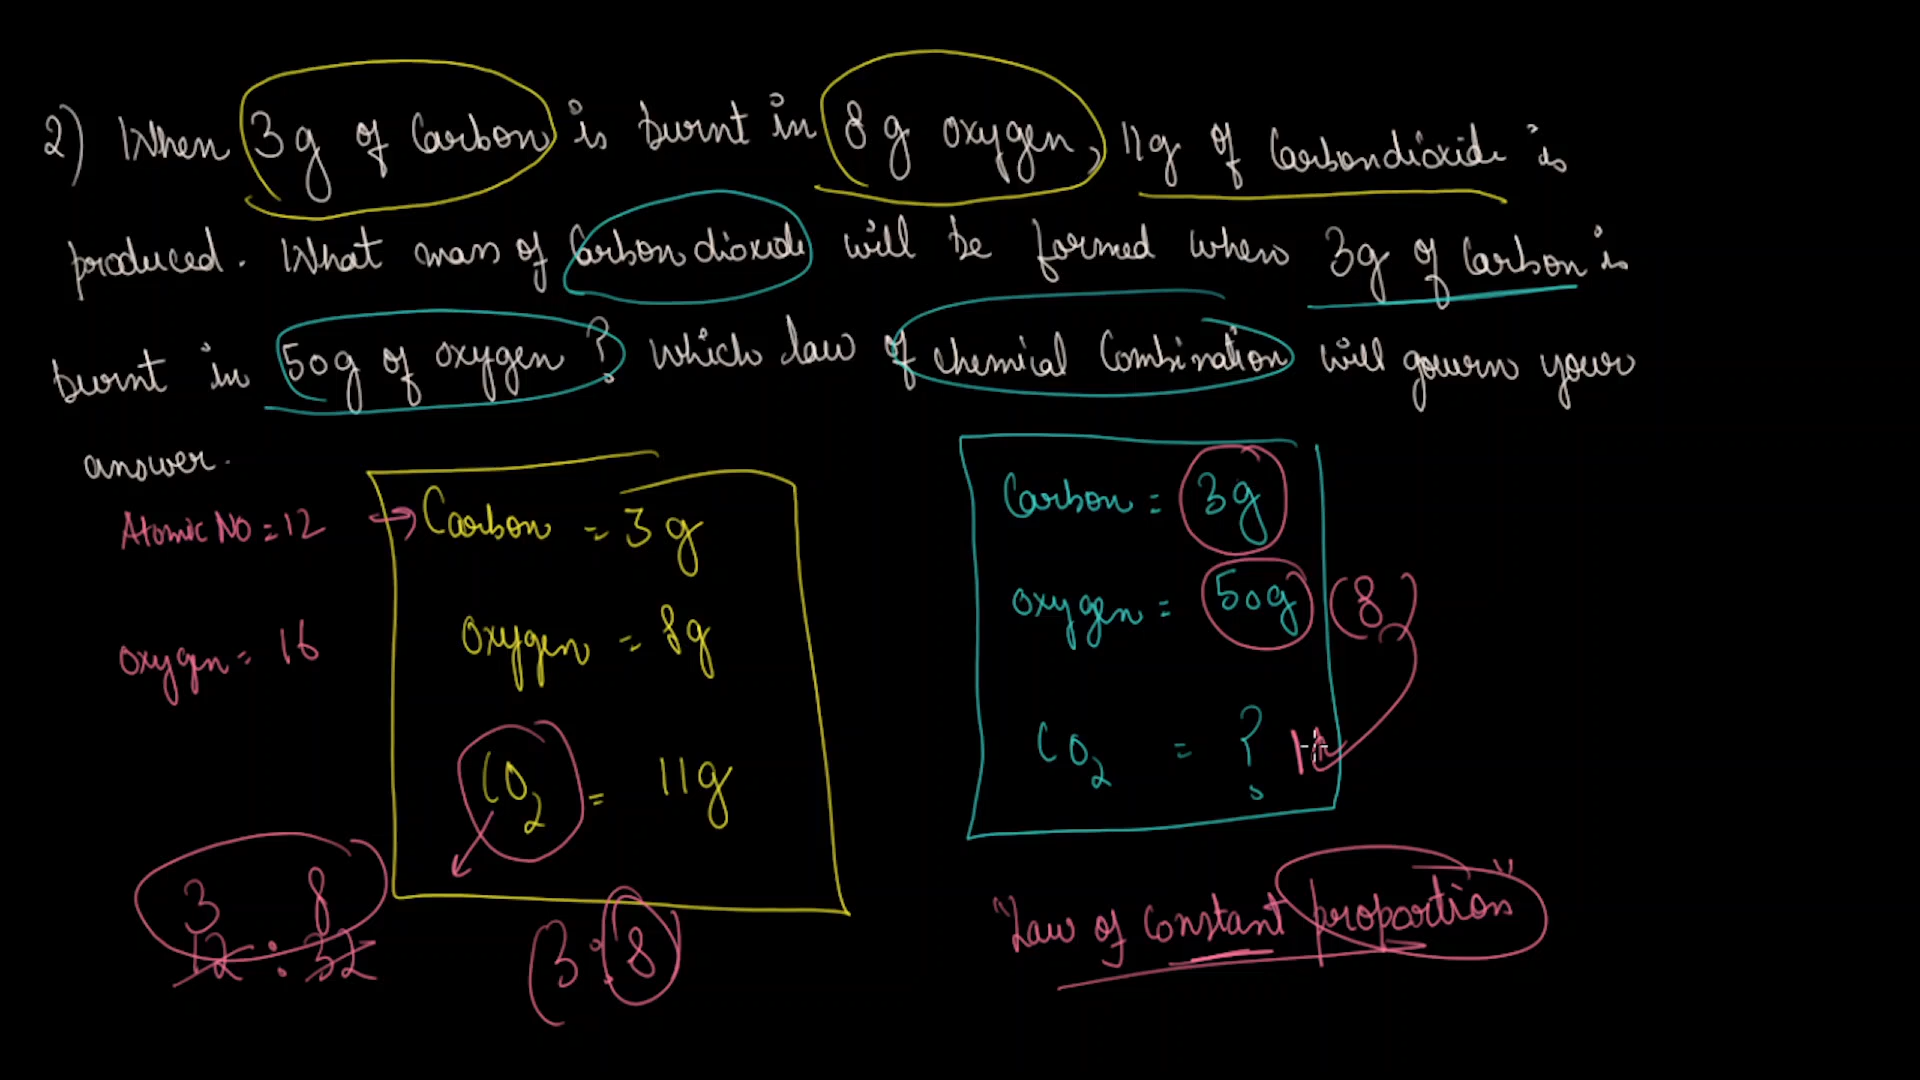 2) When 3g of Carbon is burnt in 8g oxygen, 11g of Carbondioxide is
produced. What mass of Carbon dioxide will be formed when 3g of Carbon is
burnt in 50g of oxygen? which law of chemical Combination will govern your
answer.
Atomic No = 12
oxygen = 16
Carbon = 3g
oxygen = 8g
CO2 = 11g
3 8
12 : 32
(3:8)
Carbon = 3g
oxygen = 50g (8)
CO2 = ?
"Law of Constant proportion"